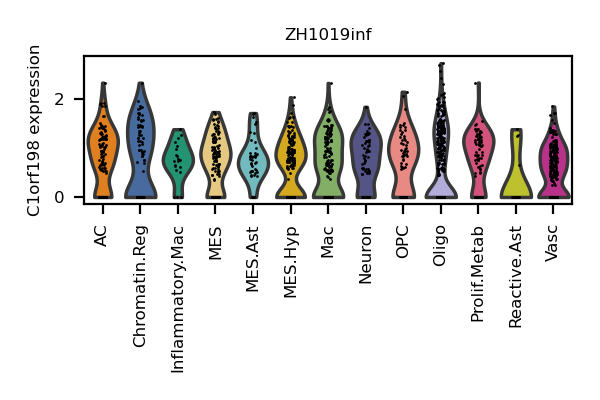 ZH1019inf
C1orf198 expression
2
0
AC
Chromatin.Reg
Inflammatory.Mac
MES
MES.Ast
MES.Hyp
Mac
Neuron
OPC
Oligo
Prolif.Metab
Reactive.Ast
Vasc